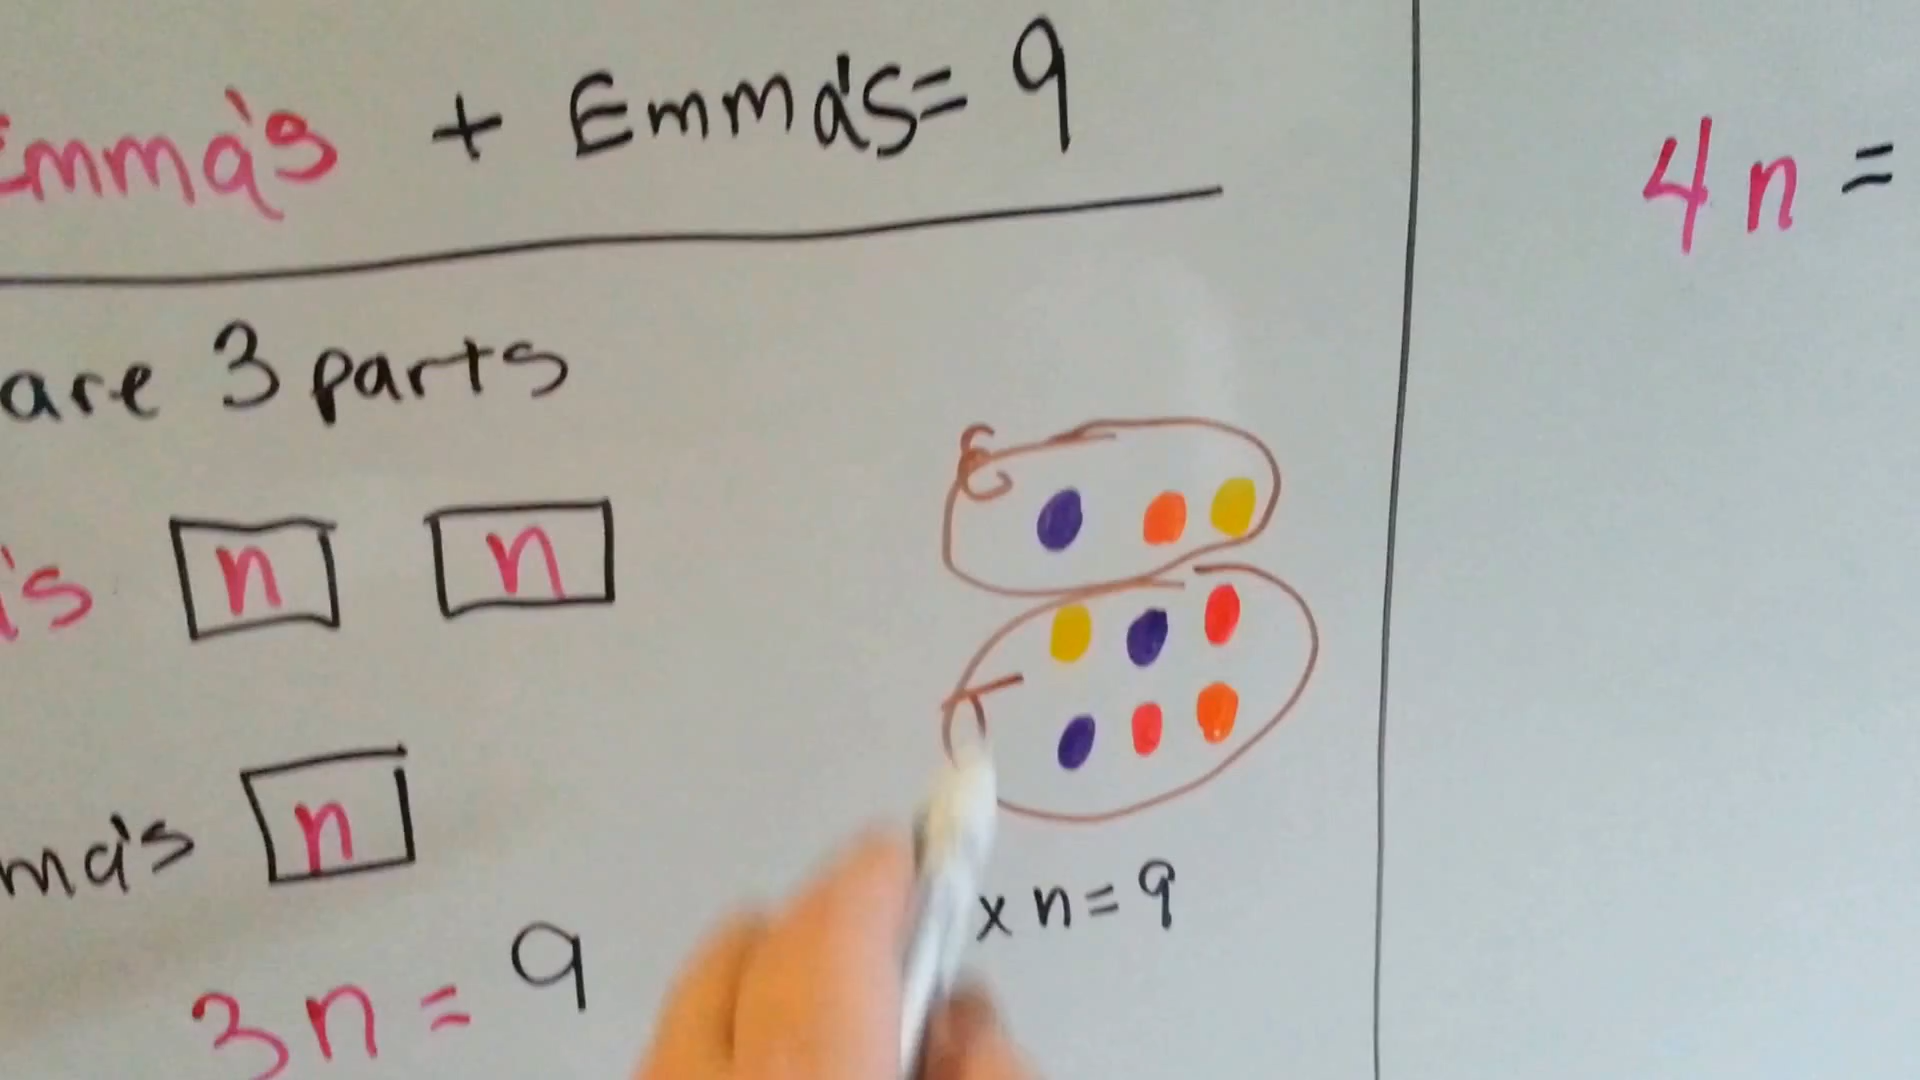 Emma's + Emma's = 9
4n =
are 3 parts
's n n
E
ma's n
x n = 9
3n = 9